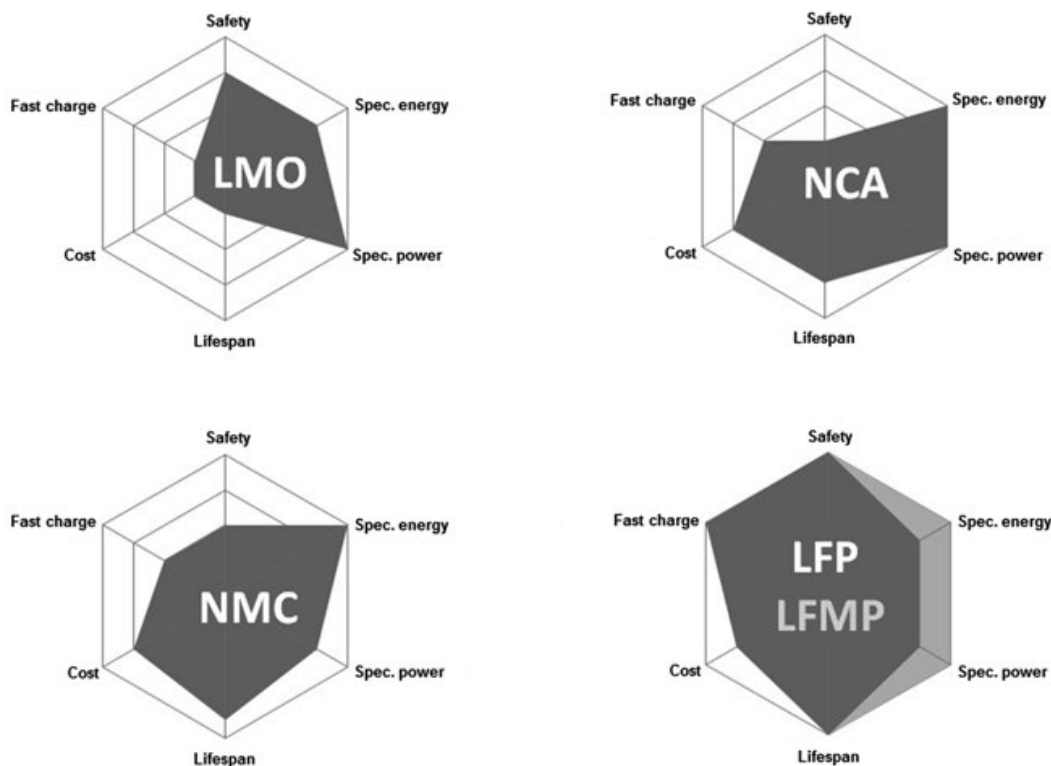 Safety
Fast charge
Spec. energy
LMO
Cost
Spec. power
Lifespan
Safety
Fast charge
Spec. energy
NCA
Cost
Spec. power
Lifespan
Safety
Fast charge
Spec. energy
NMC
Cost
Spec. power
Lifespan
Safety
Fast charge
Spec. energy
LFP
LFMP
Cost
Spec. power
Lifespan